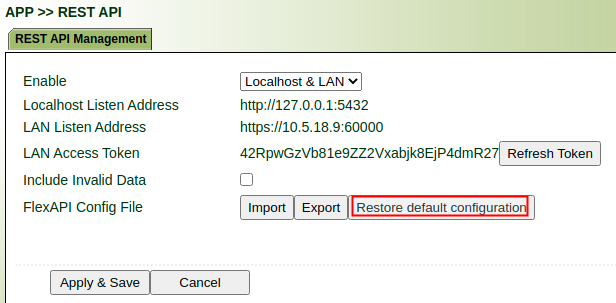 APP >> REST API
REST API Management
Enable Localhost & LAN
Localhost Listen Address http://127.0.0.1:5432
LAN Listen Address https://10.5.18.9:60000
LAN Access Token 42RpwGzVb81e9ZZ2Vxabjk8EjP4dmR27 Refresh Token
Include Invalid Data
FlexAPI Config File Import Export Restore default configuration
Apply & Save Cancel